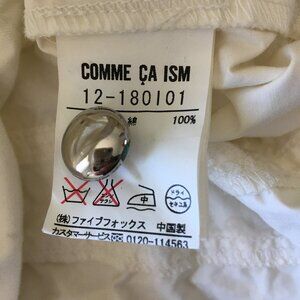 COMME ÇA ISM
12-180I01
綿 100%
中
ドライ
セキユ系
(株)ファイブフォックス 中国製
カスタマーサービス 0120-114563